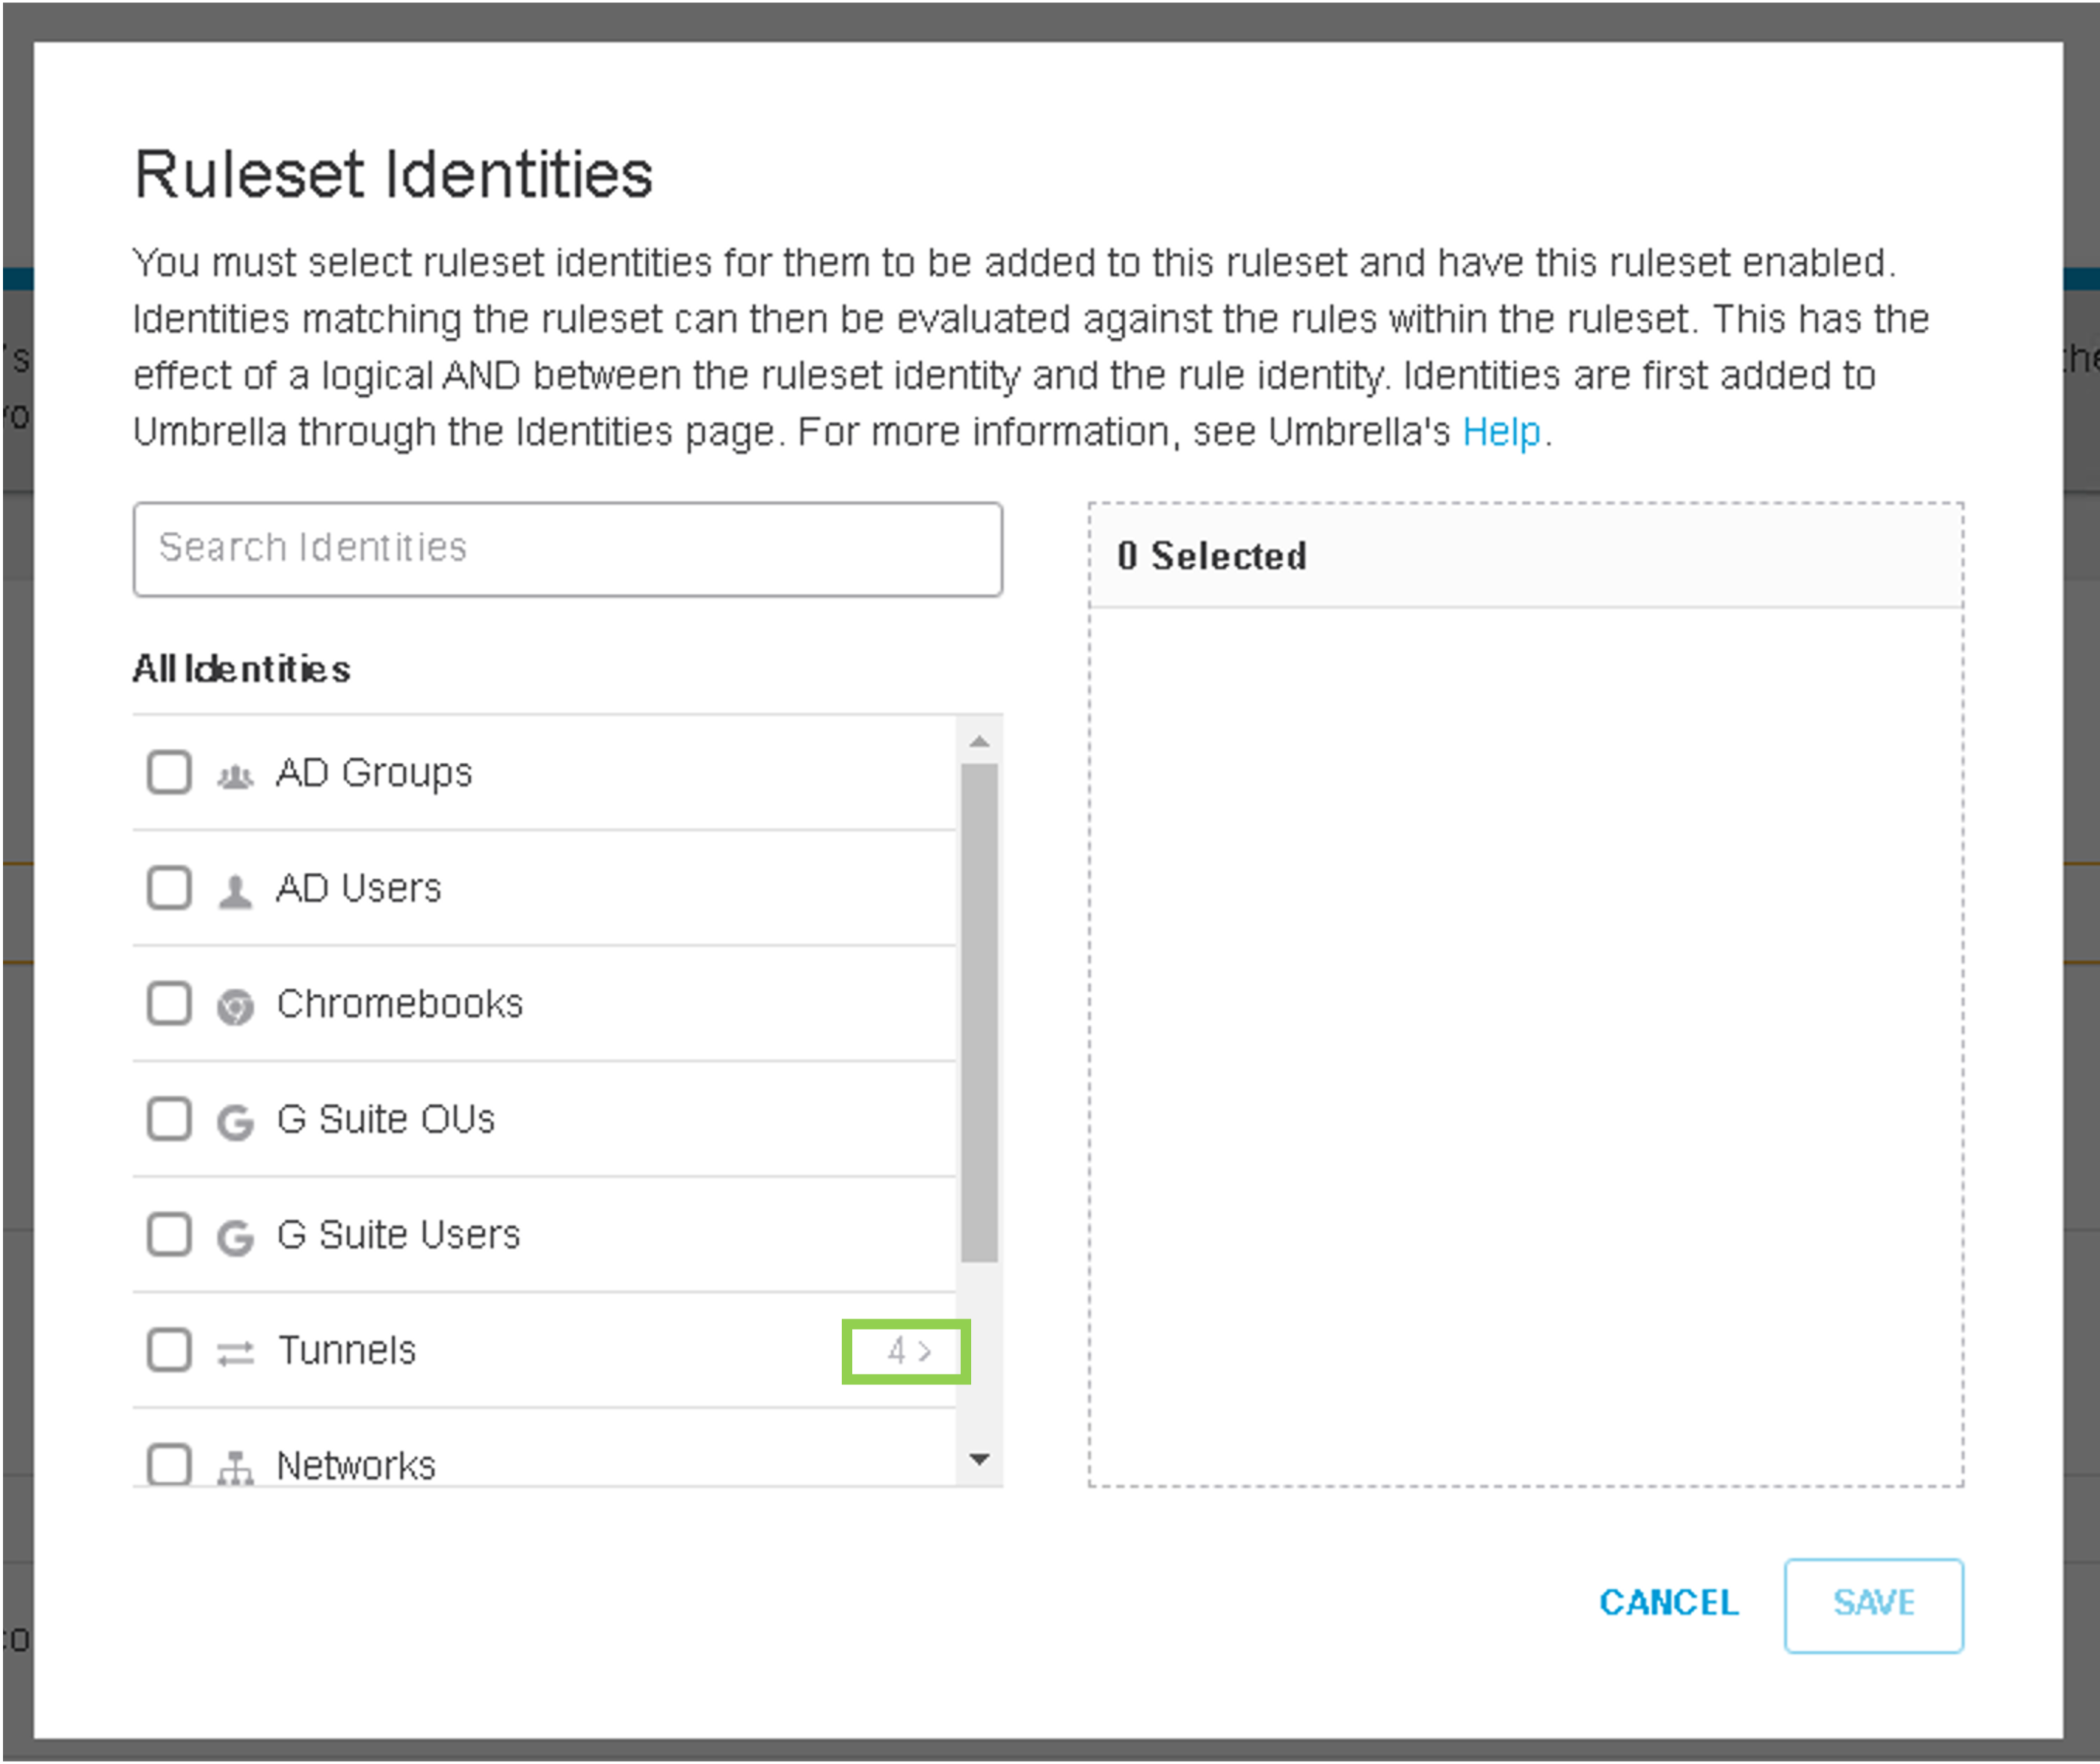 Ruleset Identities
You must select ruleset identities for them to be added to this ruleset and have this ruleset enabled.
Identities matching the ruleset can then be evaluated against the rules within the ruleset. This has the
effect of a logical AND between the ruleset identity and the rule identity. Identities are first added to
Umbrella through the Identities page. For more information, see Umbrella's Help.
Search Identities
0 Selected
All Identities
AD Groups
AD Users
Chromebooks
G Suite OUs
G Suite Users
Tunnels 4 >
Networks
CANCEL SAVE